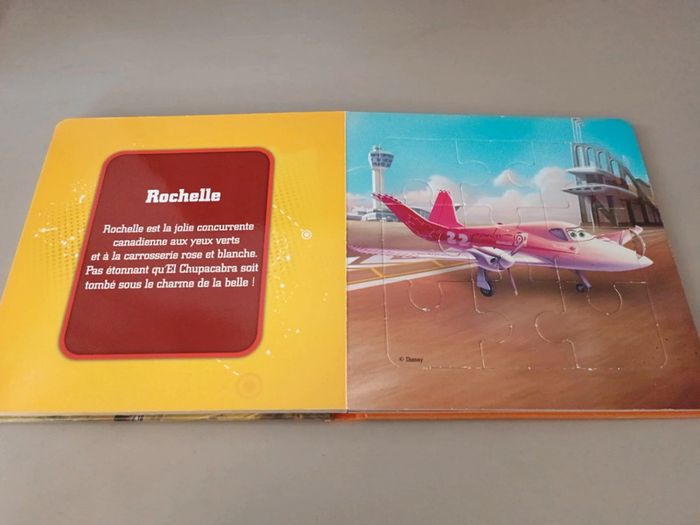 Rochelle
Rochelle est la jolie concurrente
canadienne aux yeux verts
et à la carrosserie rose et blanche.
Pas étonnant qu'El Chupacabra soit
tombé sous le charme de la belle !
23
© Disney